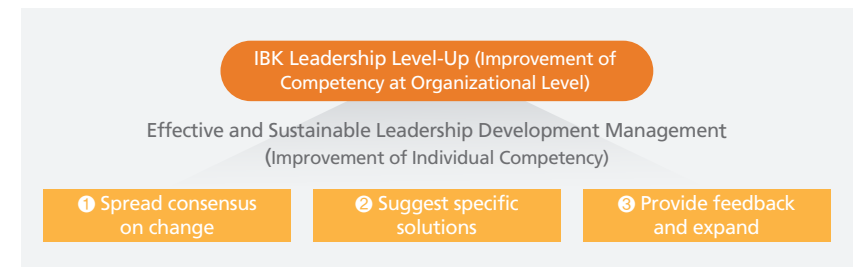 IBK Leadership Level-Up (Improvement of
Competency at Organizational Level)
Effective and Sustainable Leadership Development Management
(Improvement of Individual Competency)
❶ Spread consensus
on change
❷ Suggest specific
solutions
❸ Provide feedback
and expand